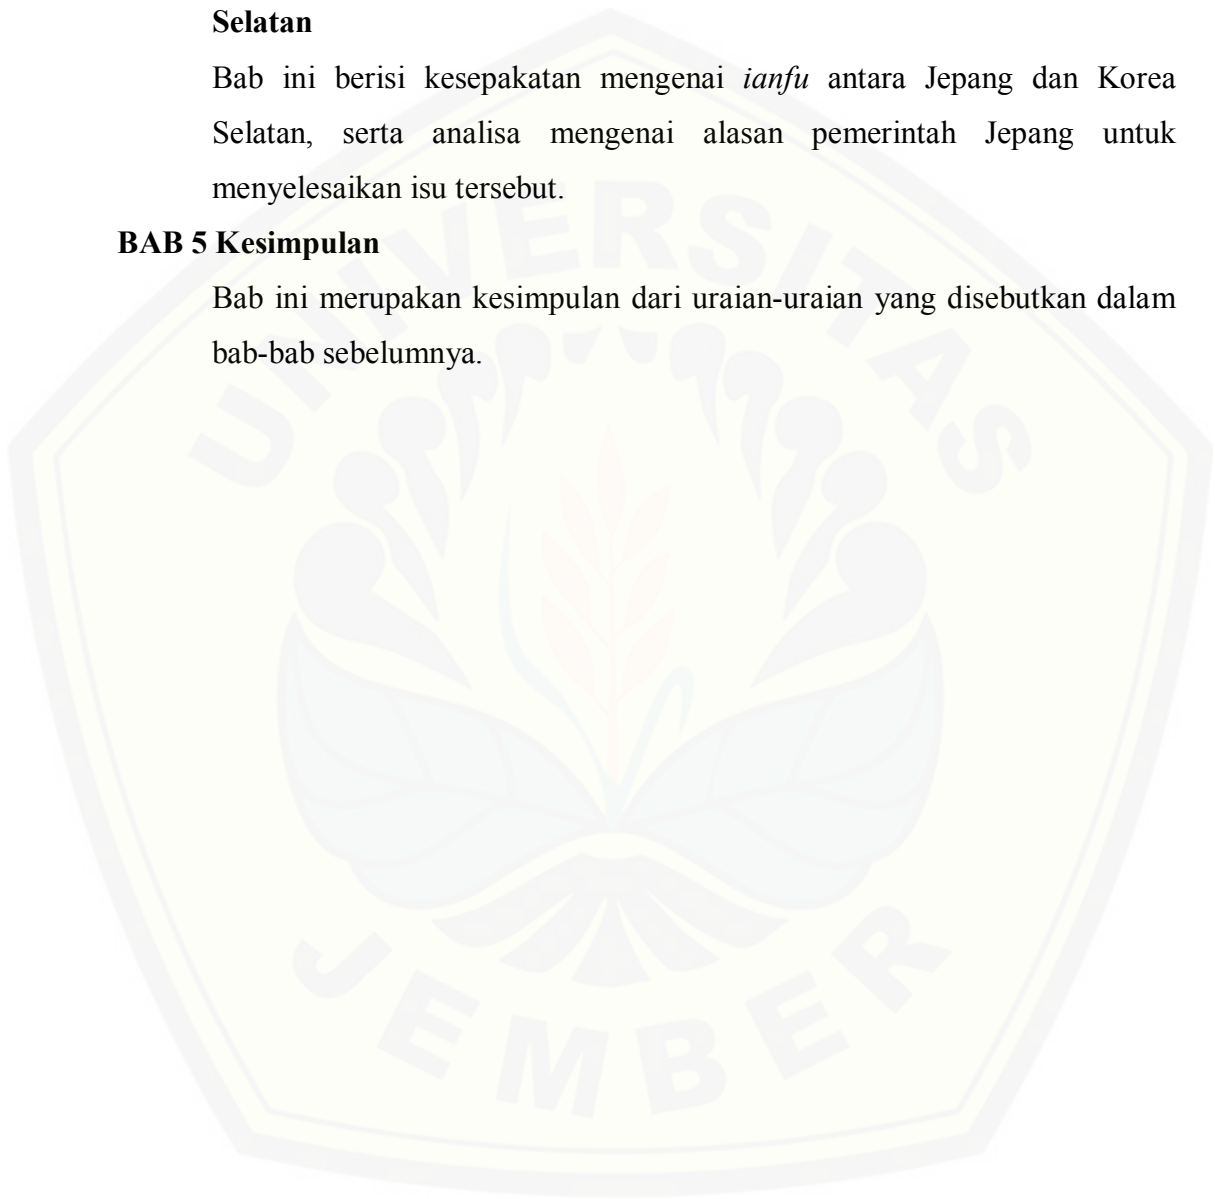 Selatan
Bab ini berisi kesepakatan mengenai ianfu antara Jepang dan Korea
Selatan, serta analisa mengenai alasan pemerintah Jepang untuk
menyelesaikan isu tersebut.
BAB 5 Kesimpulan
Bab ini merupakan kesimpulan dari uraian-uraian yang disebutkan dalam
bab-bab sebelumnya.
UNIVERSITAS
JEMBER